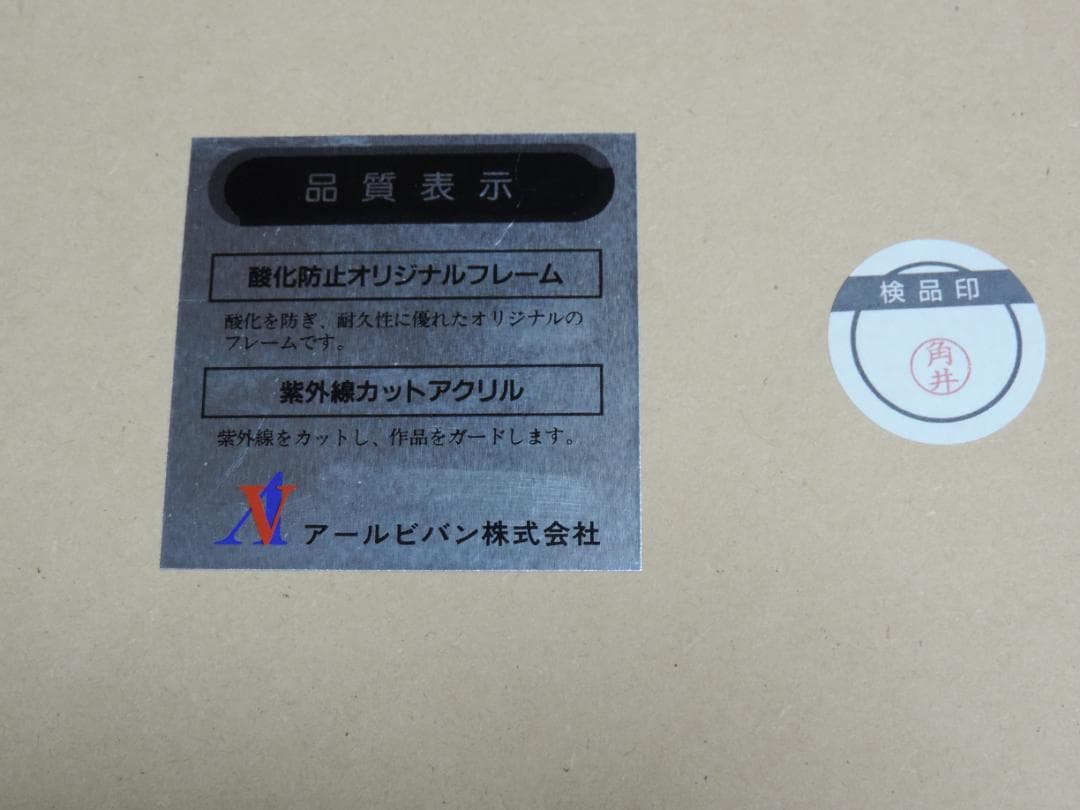 品質表示
酸化防止オリジナルフレーム
酸化を防ぎ、耐久性に優れたオリジナルの
フレームです。
紫外線カットアクリル
紫外線をカットし、作品をガードします。
アールビバン株式会社
検品印
角井